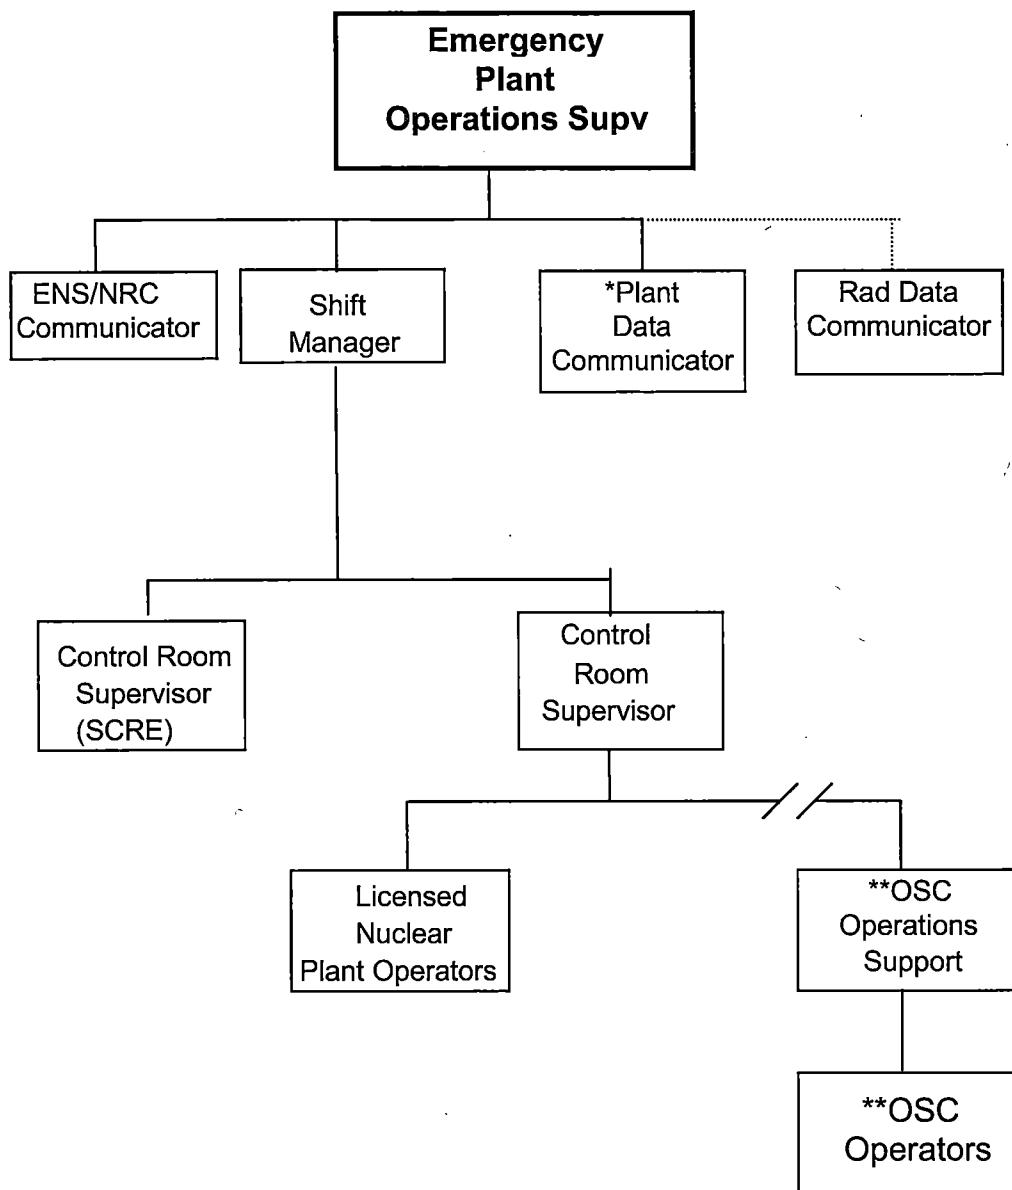 Emergency
Plant
Operations Supv
ENS/NRC
Communicator
Shift
Manager
*Plant
Data
Communicator
Rad Data
Communicator
Control Room
Supervisor
(SCRE)
Control
Room
Supervisor
Licensed
Nuclear
Plant Operators
**OSC
Operations
Support
**OSC
Operators